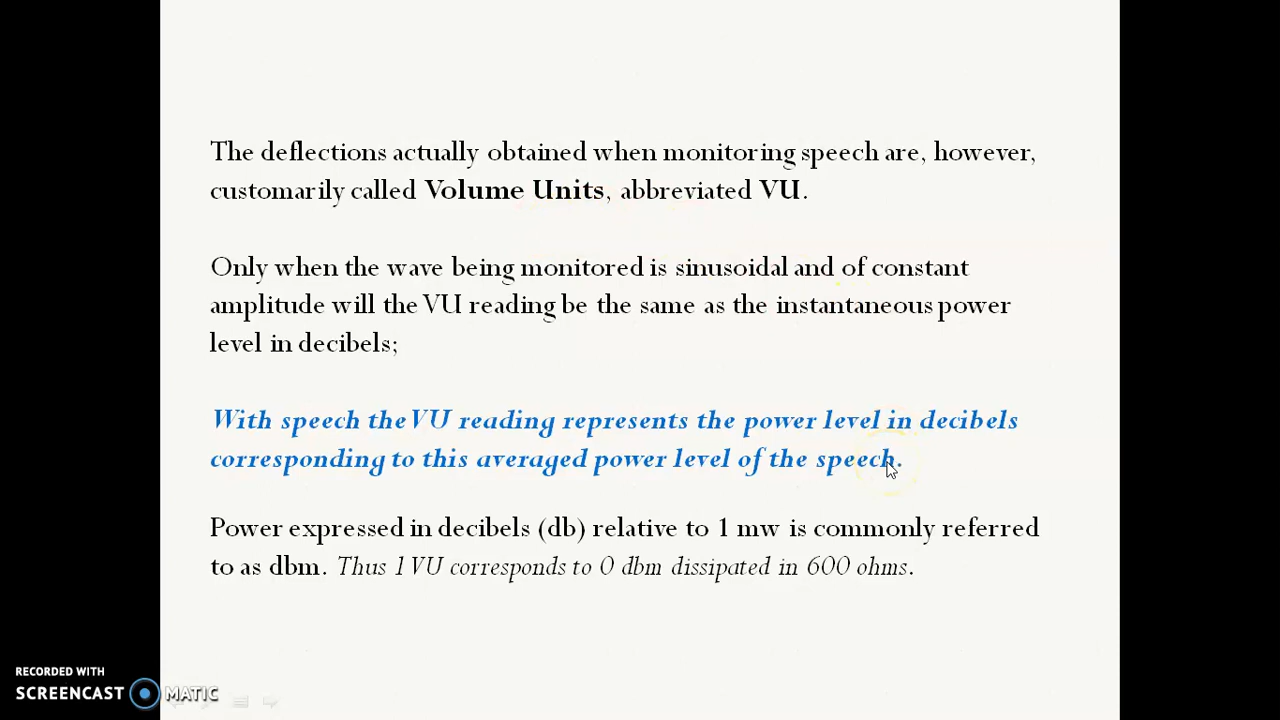 The deflections actually obtained when monitoring speech are, however,
customarily called Volume Units, abbreviated VU.
Only when the wave being monitored is sinusoidal and of constant
amplitude will the VU reading be the same as the instantaneous power
level in decibels;
With speech the VU reading represents the power level in decibels
corresponding to this averaged power level of the speech.
Power expressed in decibels (db) relative to 1 mw is commonly referred
to as dbm. Thus 1 VU corresponds to 0 dbm dissipated in 600 ohms.
RECORDED WITH
SCREENCAST MATIC